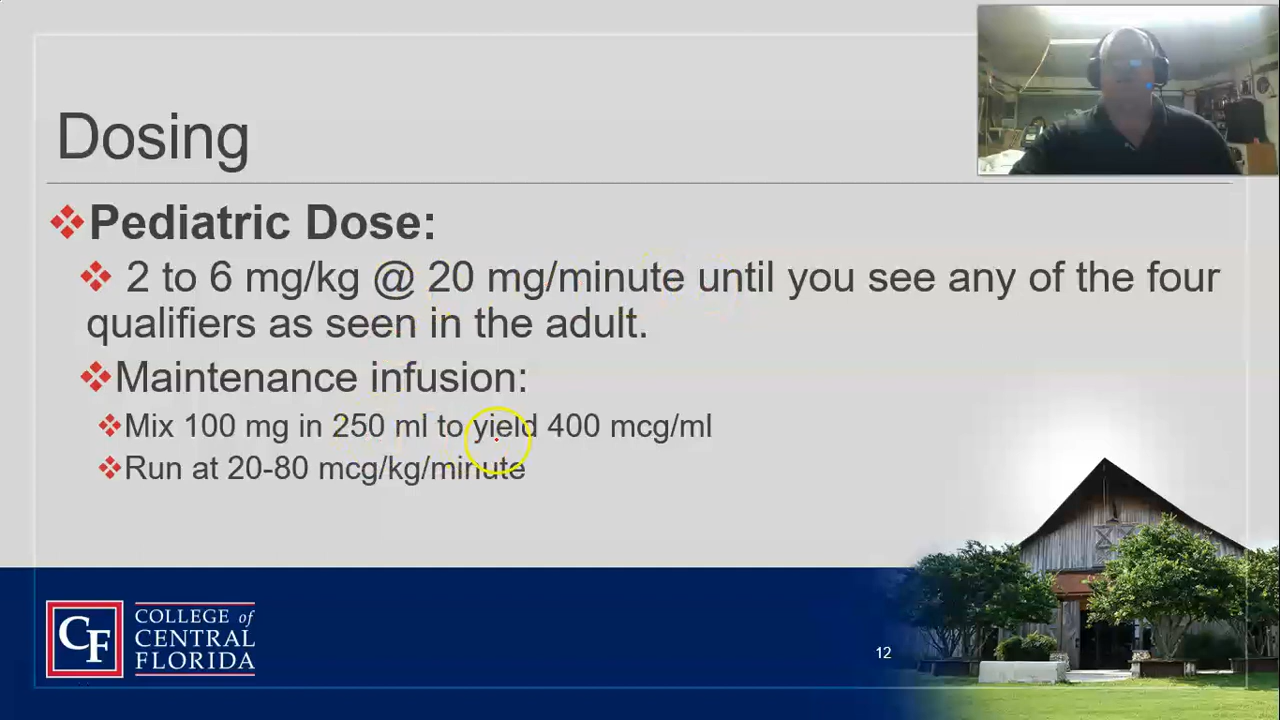 Dosing
Pediatric Dose:
2 to 6 mg/kg @ 20 mg/minute until you see any of the four
qualifiers as seen in the adult.
Maintenance infusion:
Mix 100 mg in 250 ml to yield 400 mcg/ml
Run at 20-80 mcg/kg/minute
CF
COLLEGE of
CENTRAL
FLORIDA
12